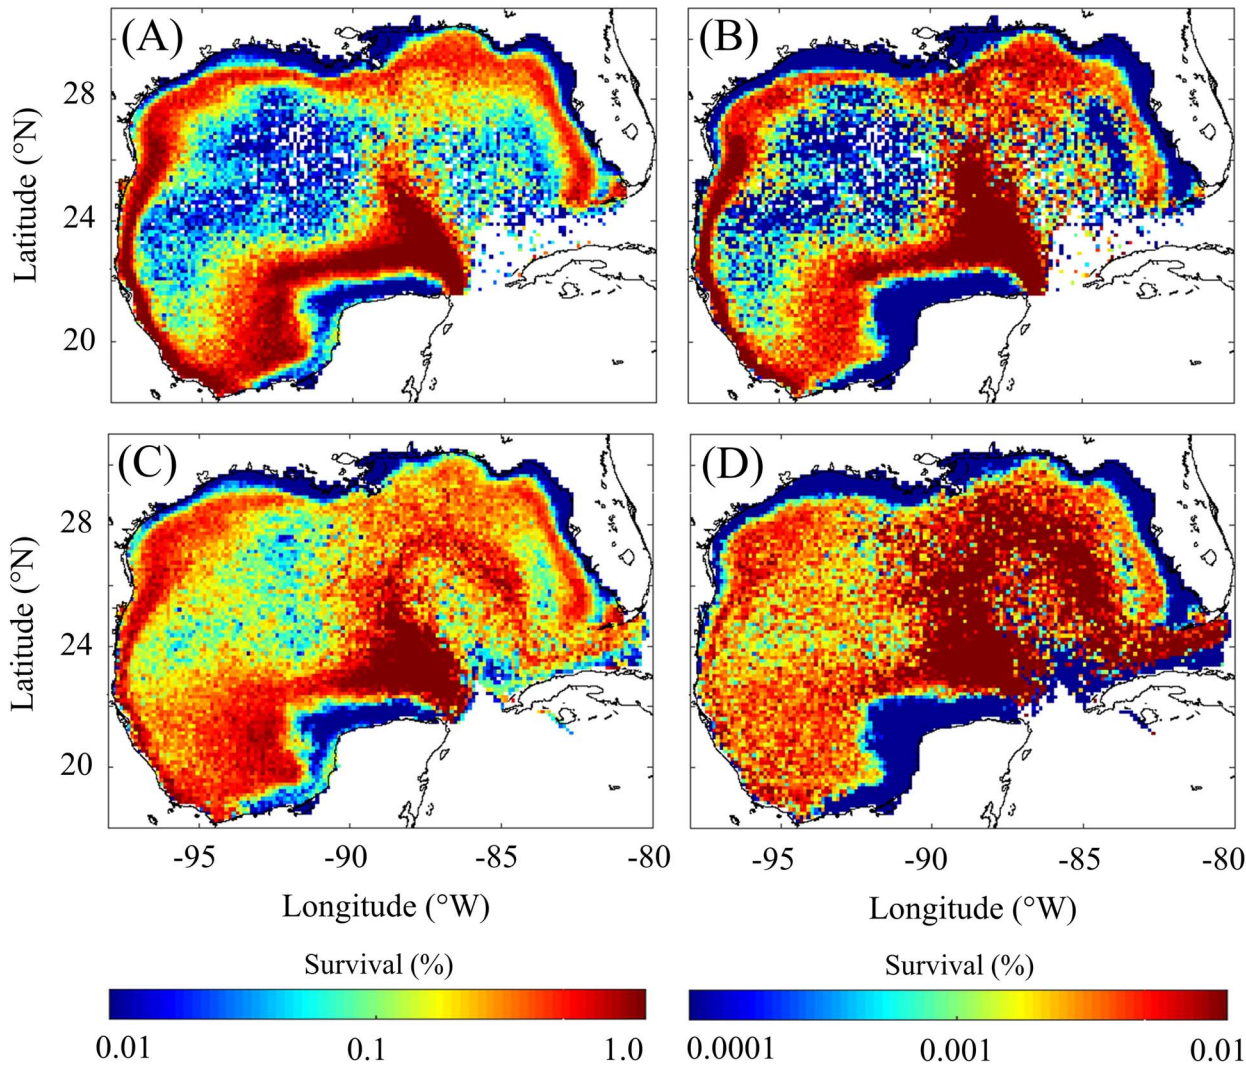 (A)
(B)
Latitude (°N)
28
24
20
(C)
(D)
Latitude (°N)
28
24
20
-95 -90 -85 -80 -95 -90 -85 -80
Longitude (°W) Longitude (°W)
Survival (%) Survival (%)
0.01 0.1 1.0 0.0001 0.001 0.01